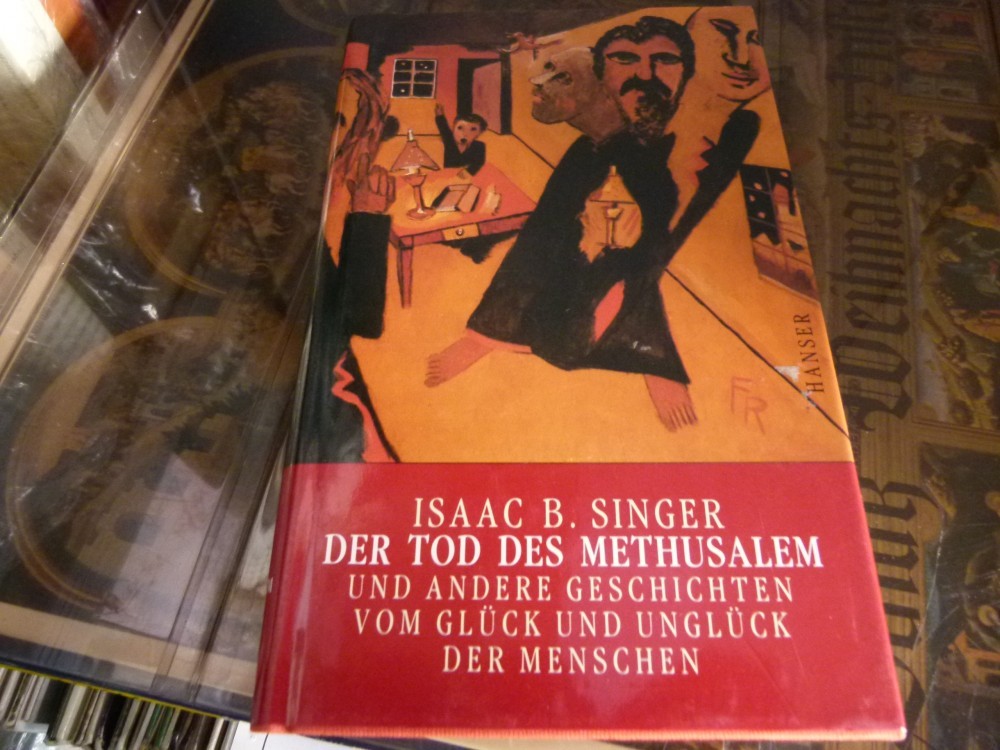 HANSER
FR
ISAAC B. SINGER
DER TOD DES METHUSALEM
UND ANDERE GESCHICHTEN
VOM GLÜCK UND UNGLÜCK
DER MENSCHEN